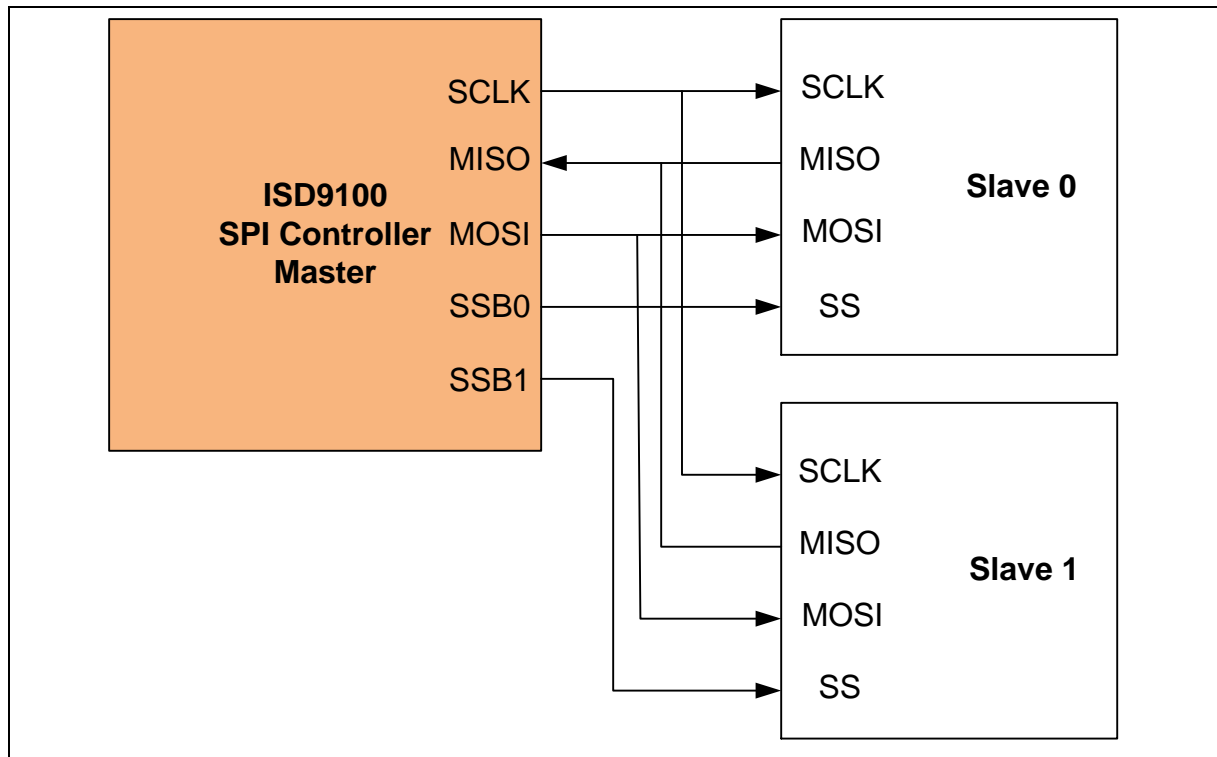 ISD9100
SPI Controller
Master
SCLK
MISO
MOSI
SSB0
SSB1
SCLK
MISO
MOSI
SS
Slave 0
SCLK
MISO
MOSI
SS
Slave 1